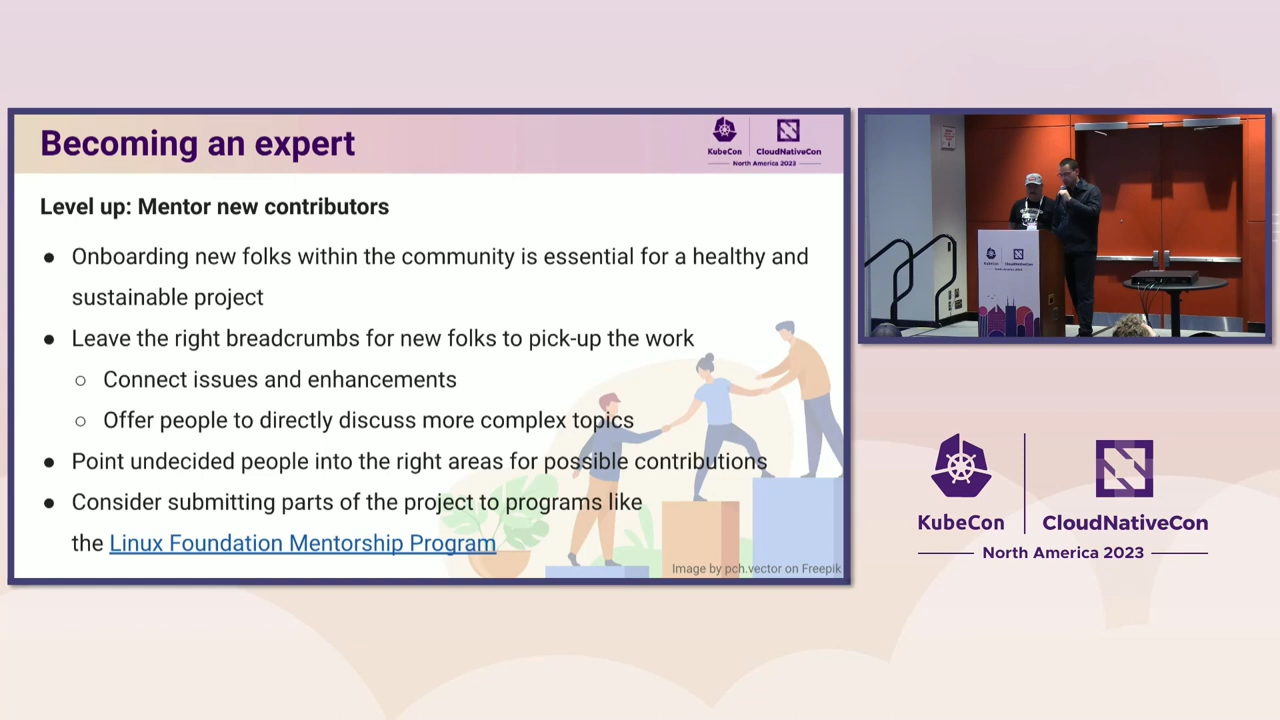 Becoming an expert
KubeCon
CloudNativeCon
North America 2023
Level up: Mentor new contributors
● Onboarding new folks within the community is essential for a healthy and
sustainable project
● Leave the right breadcrumbs for new folks to pick-up the work
○ Connect issues and enhancements
○ Offer people to directly discuss more complex topics
● Point undecided people into the right areas for possible contributions
● Consider submitting parts of the project to programs like
the Linux Foundation Mentorship Program
Image by pch.vector on Freepik
KubeCon
CloudNativeCon
KubeCon
CloudNativeCon
North America 2023